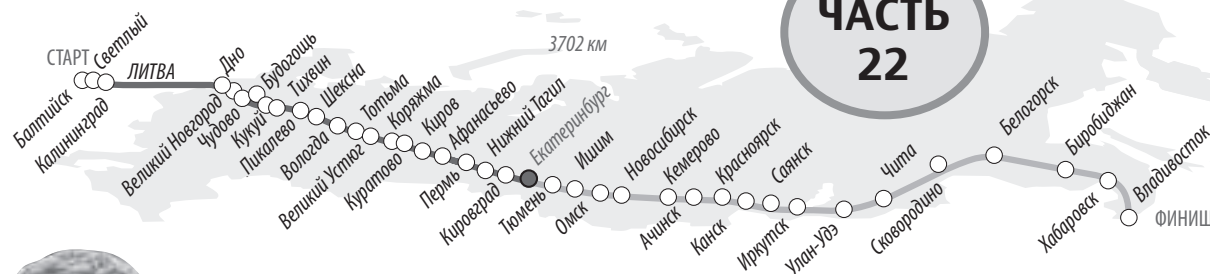 ЧАСТЬ
22
3702 км
СТАРТ
Балтийск
Светлый
Калининград
ЛИТВА
Дно
Великий Новгород
Чудово
Будогощь
Кукуй
Тихвин
Пикалево
Шексна
Вологда
Тотьма
Великий Устюг
Коряжма
Куратово
Киров
Афанасьево
Пермь
Нижний Тагил
Кировград
Екатеринбург
Тюмень
Ишим
Омск
Новосибирск
Ачинск
Кемерово
Канск
Красноярск
Иркутск
Саянск
Улан-Удэ
Чита
Сковородино
Белогорск
Биробиджан
Хабаровск
Владивосток
ФИНИШ